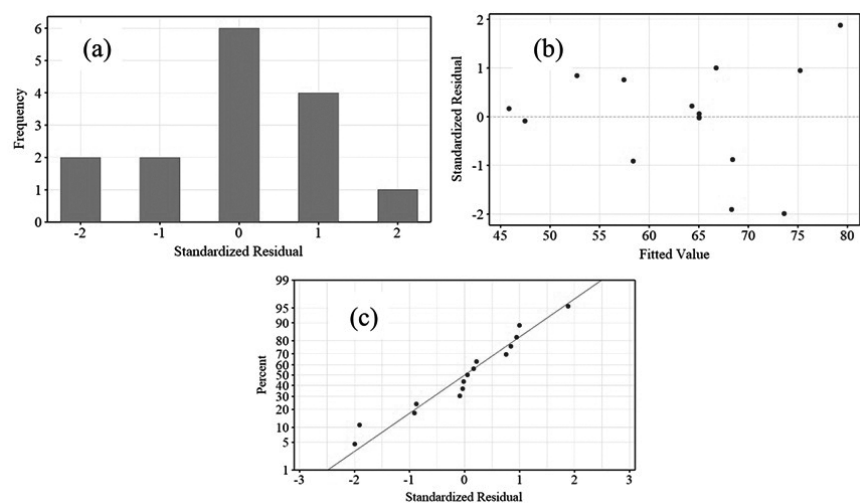 (a)
Frequency
6
5
4
3
2
1
0
-2 -1 0 1 2
Standardized Residual
(b)
Standardized Residual
2
1
0
-1
-2
45 50 55 60 65 70 75 80
Fitted Value
(c)
Percent
99
95
90
80
70
60
50
40
30
20
10
5
1
-3 -2 -1 0 1 2 3
Standardized Residual